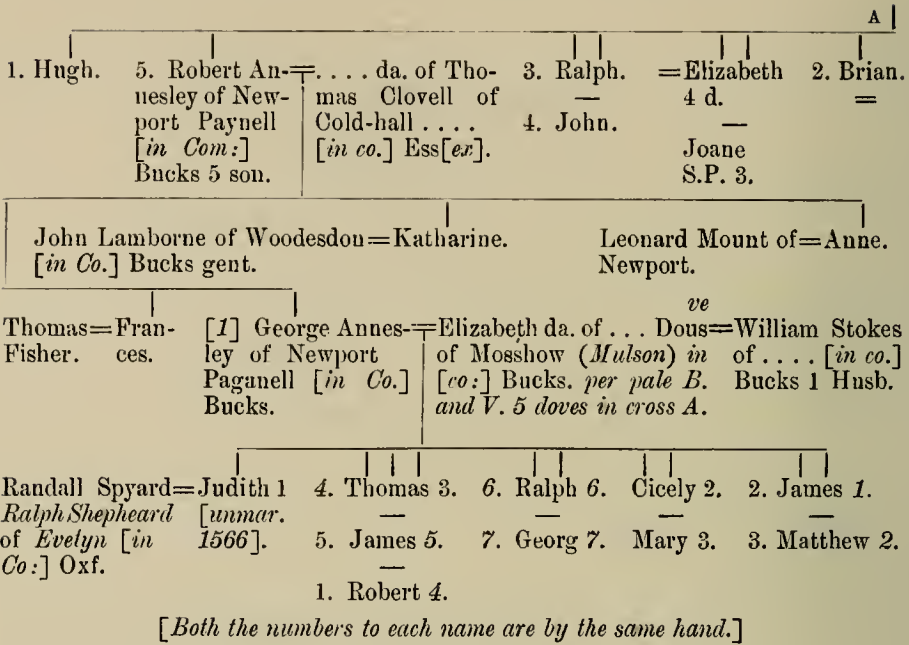 A
1. Hugh. 5. Robert An-=. . . . da. of Tho- 3. Ralph. =Elizabeth 2. Brian.
nesley of New- mas Clovell of — 4 d. =
port Paynell Cold-hall . . . . 4. John. —
[in Com:] [in co.] Ess[ex]. Joane
Bucks 5 son. S.P. 3.
John Lamborne of Woodesdon=Katharine. Leonard Mount of=Anne.
[in Co.] Bucks gent. Newport.
ve
Thomas=Fran- [1] George Annes-=Elizabeth da. of . . . Dous=William Stokes
Fisher. ces. ley of Newport of Mosshow (Mulson) in of . . . . [in co.]
Paganell [in Co.] [co:] Bucks. per pale B. Bucks 1 Husb.
Bucks. and V. 5 doves in cross A.
Randall Spyard=Judith 1 4. Thomas 3. 6. Ralph 6. Cicely 2. 2. James 1.
Ralph Shepheard [unmar. — — — —
of Evelyn [in 1566]. 5. James 5. 7. Georg 7. Mary 3. 3. Matthew 2.
Co:] Oxf. —
1. Robert 4.
[Both the numbers to each name are by the same hand.]